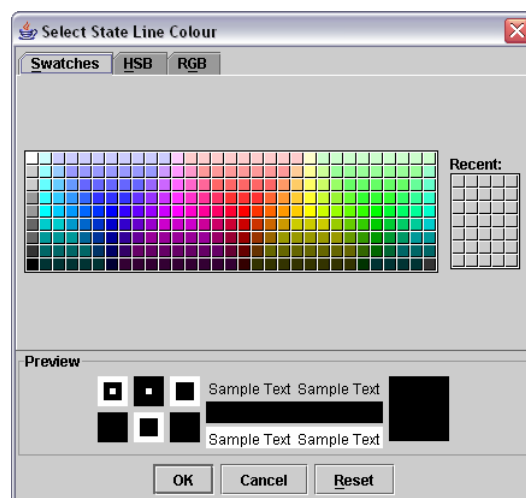 Select State Line Colour
Swatches HSB RGB
Recent:
Preview
Sample Text Sample Text
Sample Text Sample Text
OK Cancel Reset